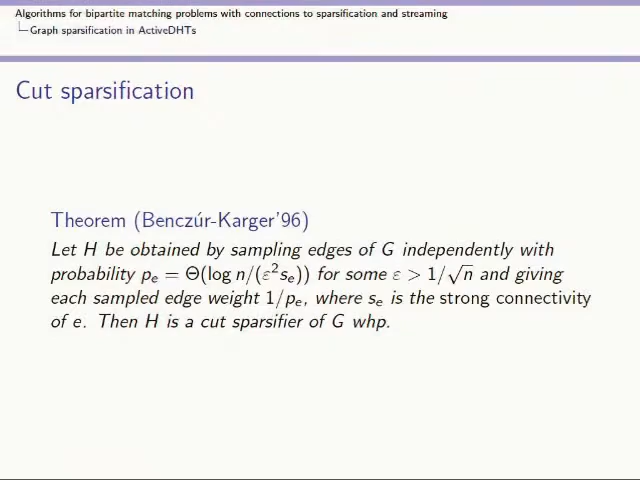 Algorithms for bipartite matching problems with connections to sparsification and streaming
Graph sparsification in ActiveDHTs
Cut sparsification
Theorem (Benczúr-Karger'96)
Let H be obtained by sampling edges of G independently with
probability pₑ = Θ(log n/(ε²sₑ)) for some ε > 1/√n and giving
each sampled edge weight 1/pₑ, where sₑ is the strong connectivity
of e. Then H is a cut sparsifier of G whp.